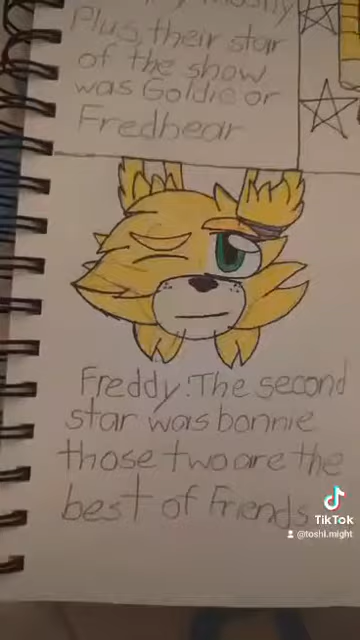 Plus, their star
of the show
was Goldie or
Fredbear
Freddy. The second
star was bonnie
those two are the
best of Friends
TikTok
@toshi.might